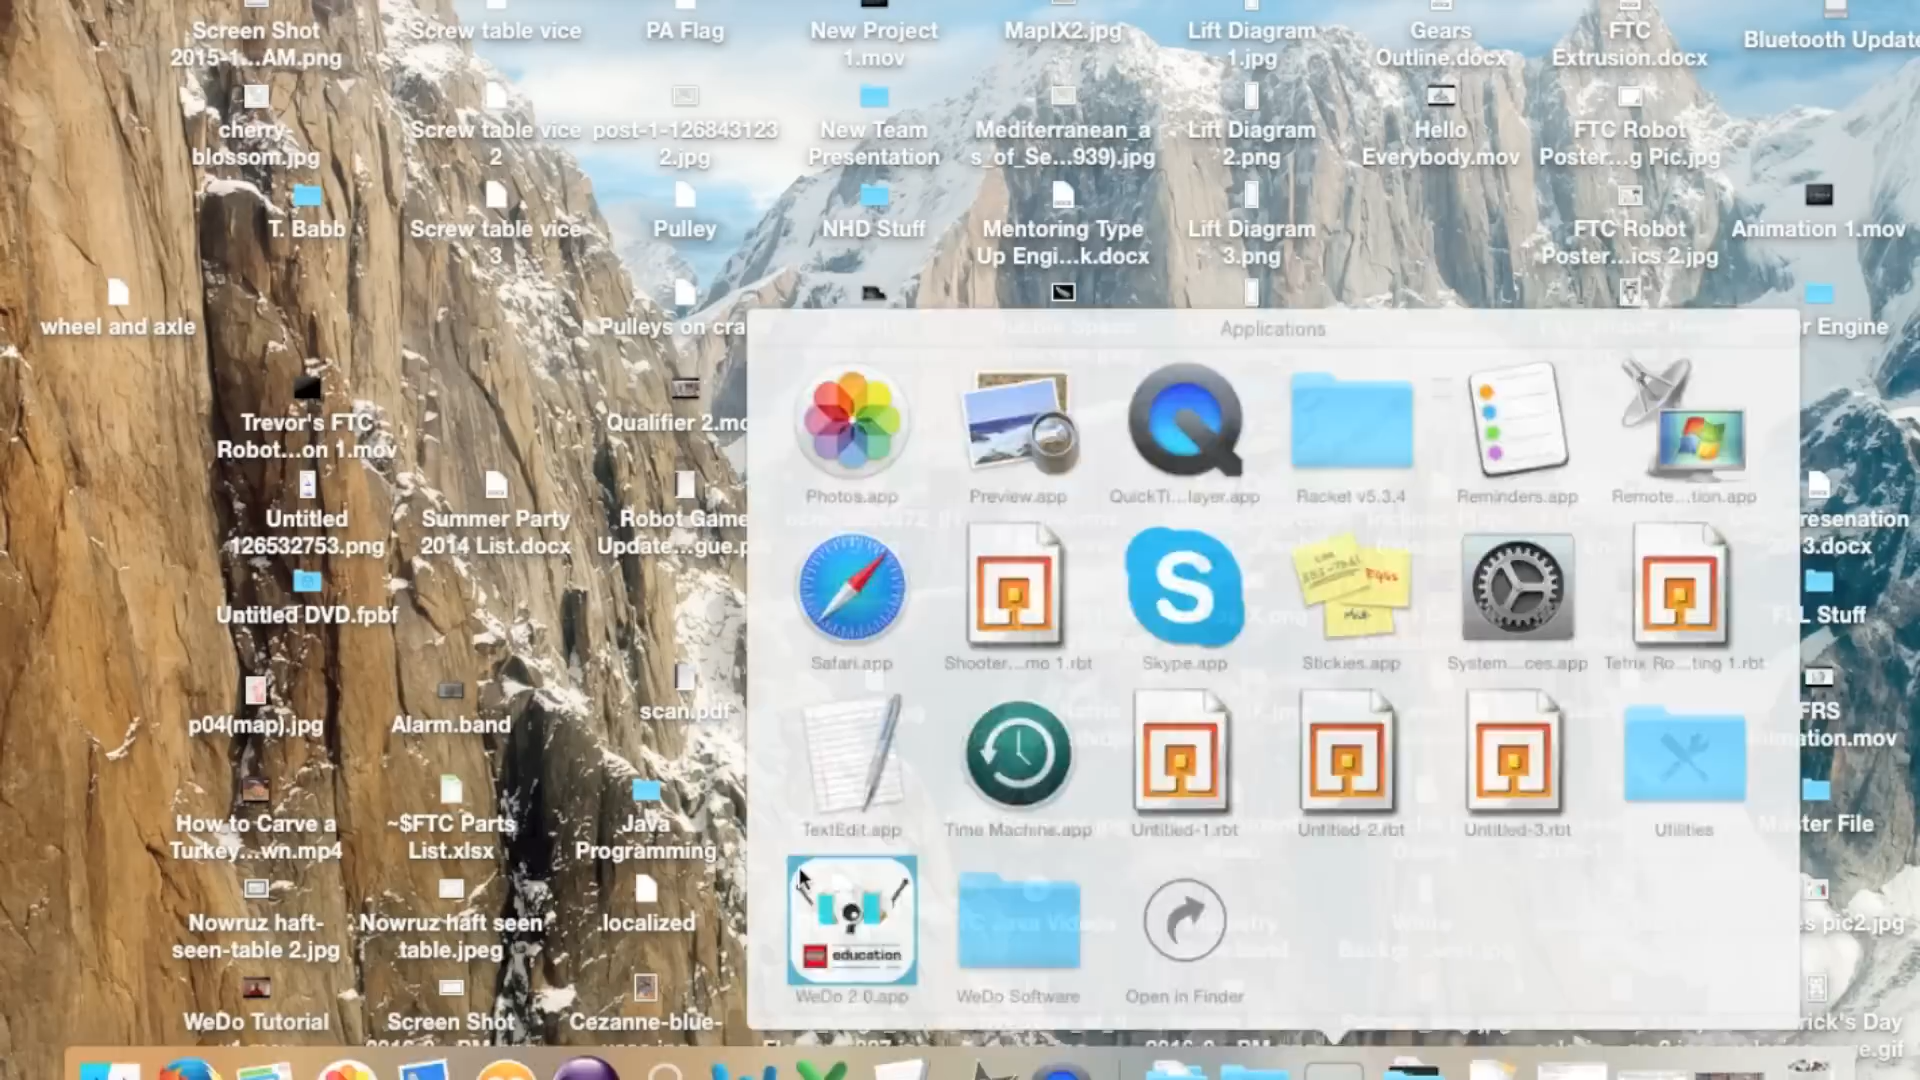 Screen Shot
2015-1...AM.png
Screw table vice
PA Flag
New Project
1.mov
MapIX2.jpg
Lift Diagram
1.jpg
Gears
Outline.docx
FTC
Extrusion.docx
Bluetooth Update
cherry-
blossom.jpg
Screw table vice
2
post-1-126843123
2.jpg
New Team
Presentation
Mediterranean_a
s_of_Se...939).jpg
Lift Diagram
2.png
Hello
Everybody.mov
FTC Robot
Poster...g Pic.jpg
T. Babb
Screw table vice
3
Pulley
NHD Stuff
Mentoring Type
Up Engi...k.docx
Lift Diagram
3.png
FTC Robot
Poster...ics 2.jpg
Animation 1.mov
wheel and axle
Pulleys on cra
r Engine
Trevor's FTC
Robot...on 1.mov
Qualifier 2.mo
Untitled
126532753.png
Summer Party
2014 List.docx
Robot Game
Update...gue.p
resenation
3.docx
Untitled DVD.fpbf
FLL Stuff
p04(map).jpg
Alarm.band
scan.pdf
FRS
mation.mov
How to Carve a
Turkey...wn.mp4
~$FTC Parts
List.xlsx
Java
Programming
Master File
Nowruz haft-
seen-table 2.jpg
Nowruz haft seen
table.jpeg
.localized
s pic2.jpg
WeDo Tutorial
Screen Shot
Cezanne-blue-
rick's Day
Applications
Photos.app
Preview.app
QuickTi...layer.app
Racket v5.3.4
Reminders.app
Remote...tion.app
Safari.app
Shooter...mo 1.rbt
Skype.app
Stickies.app
System...ces.app
Tetrix Ro...ting 1.rbt
TextEdit.app
Time Machine.app
Untitled-1.rbt
Untitled-2.rbt
Untitled-3.rbt
Utilities
education
WeDo 2.0.app
WeDo Software
Open in Finder